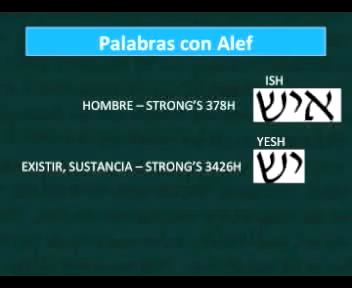 Palabras con Alef
ISH
HOMBRE – STRONG'S 378H איש
YESH
EXISTIR, SUSTANCIA – STRONG'S 3426H יש